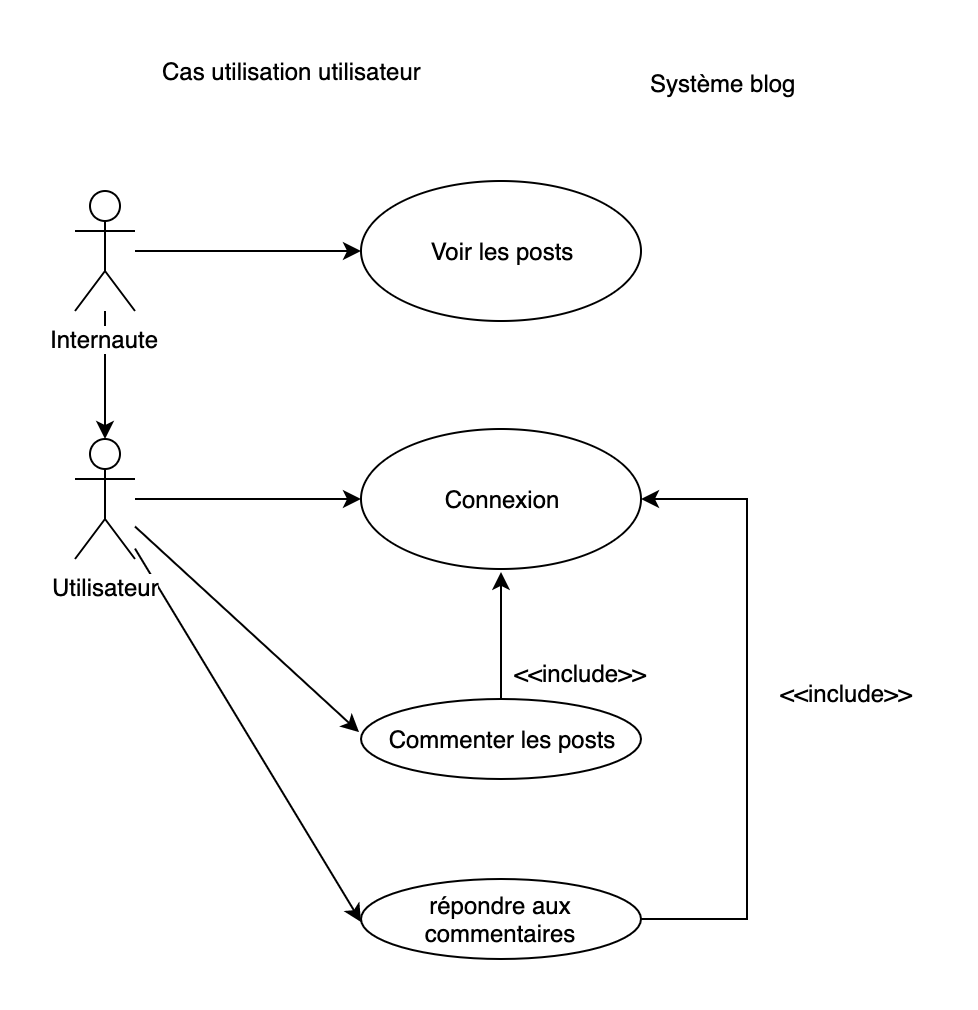 Cas utilisation utilisateur
Système blog
Voir les posts
Internaute
Connexion
Utilisateur
<<include>>
<<include>>
Commenter les posts
répondre aux
commentaires